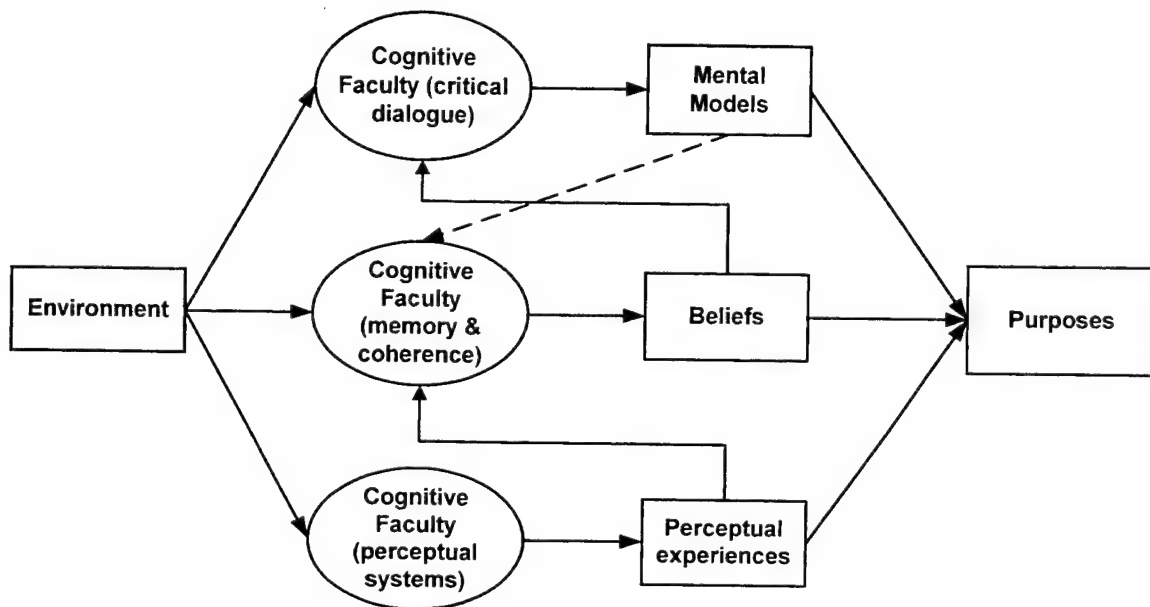 Cognitive
Faculty (critical
dialogue)
Mental
Models
Environment
Cognitive
Faculty
(memory &
coherence)
Beliefs
Purposes
Cognitive
Faculty
(perceptual
systems)
Perceptual
experiences